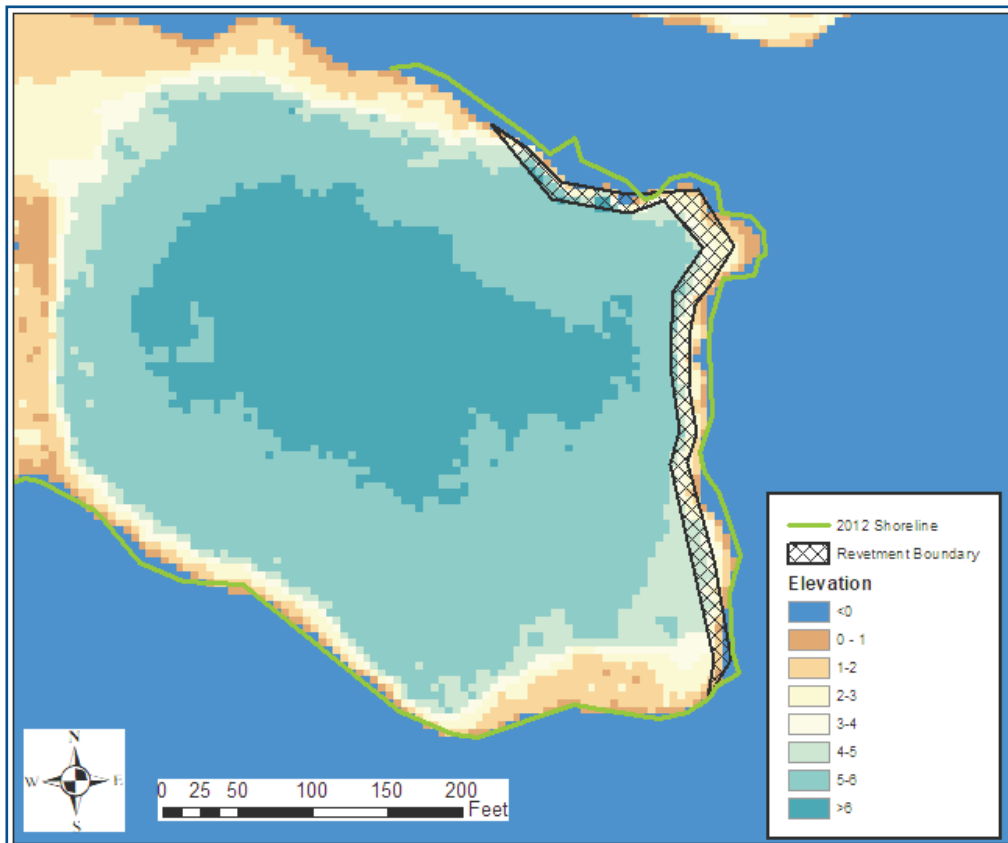 2012 Shoreline
Revetment Boundary
Elevation
<0
0 - 1
1-2
2-3
3-4
4-5
5-6
>6
N
W E
S
0 25 50 100 150 200
Feet